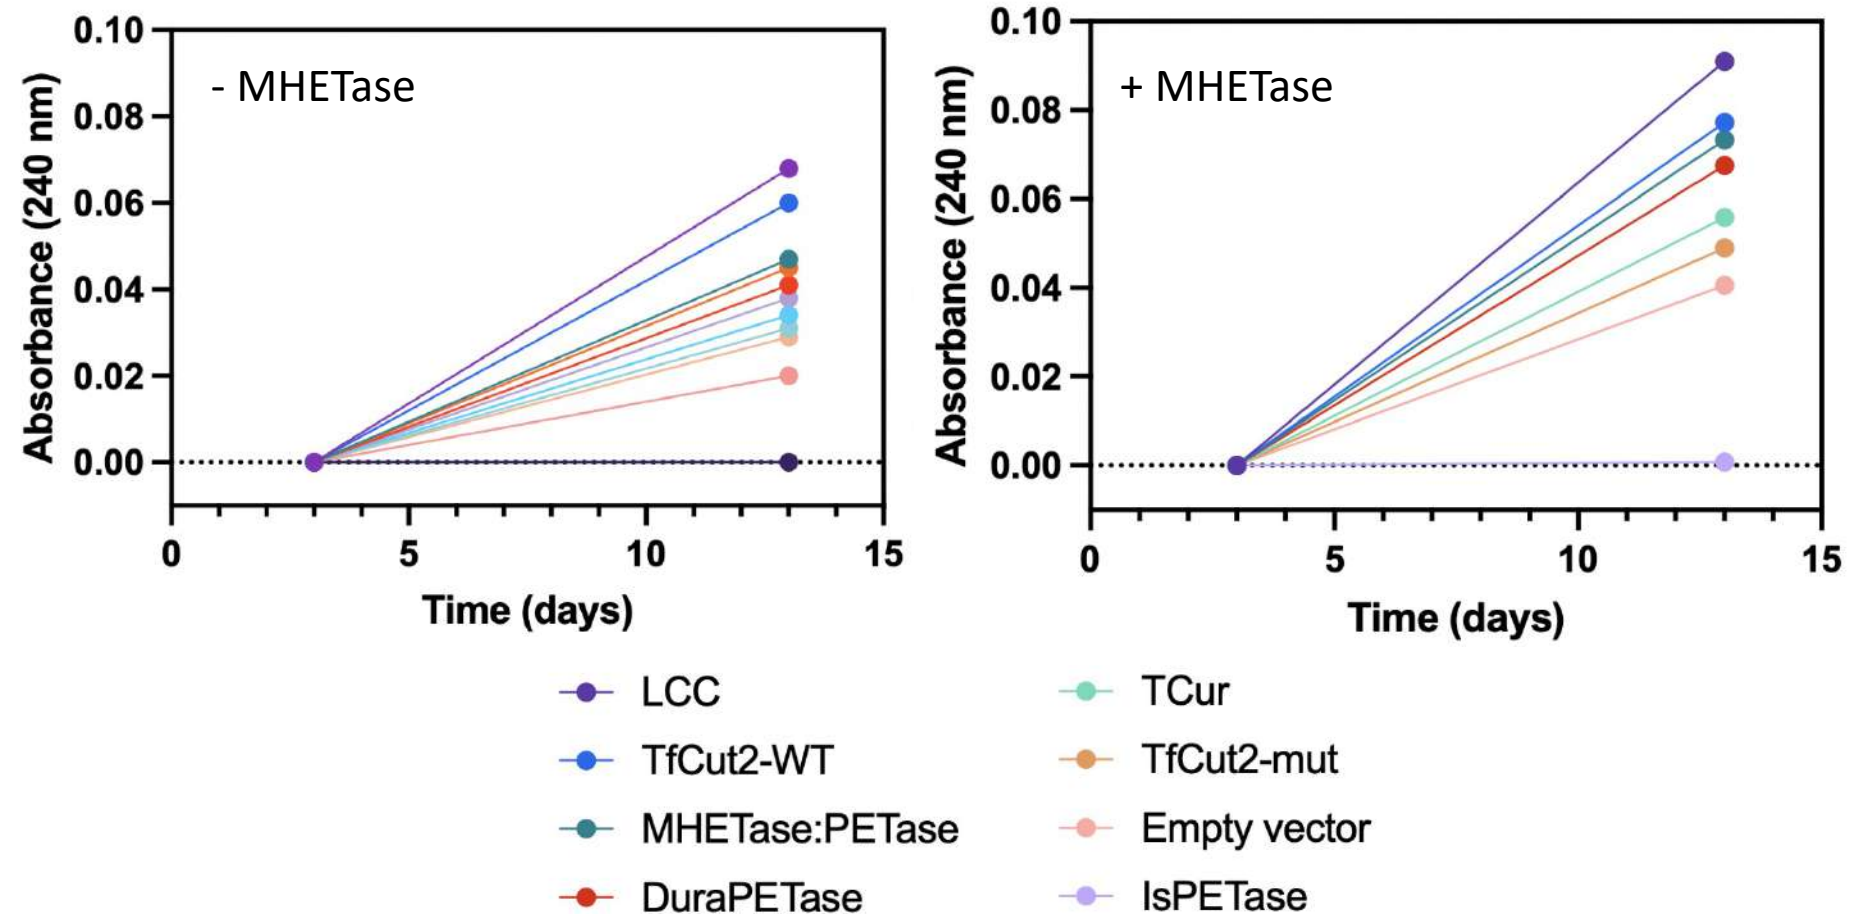 - MHETase
Absorbance (240 nm)
0.10
0.08
0.06
0.04
0.02
0.00
0 5 10 15
Time (days)
+ MHETase
Absorbance (240 nm)
0.10
0.08
0.06
0.04
0.02
0.00
0 5 10 15
Time (days)
LCC
TfCut2-WT
MHETase:PETase
DuraPETase
TCur
TfCut2-mut
Empty vector
IsPETase